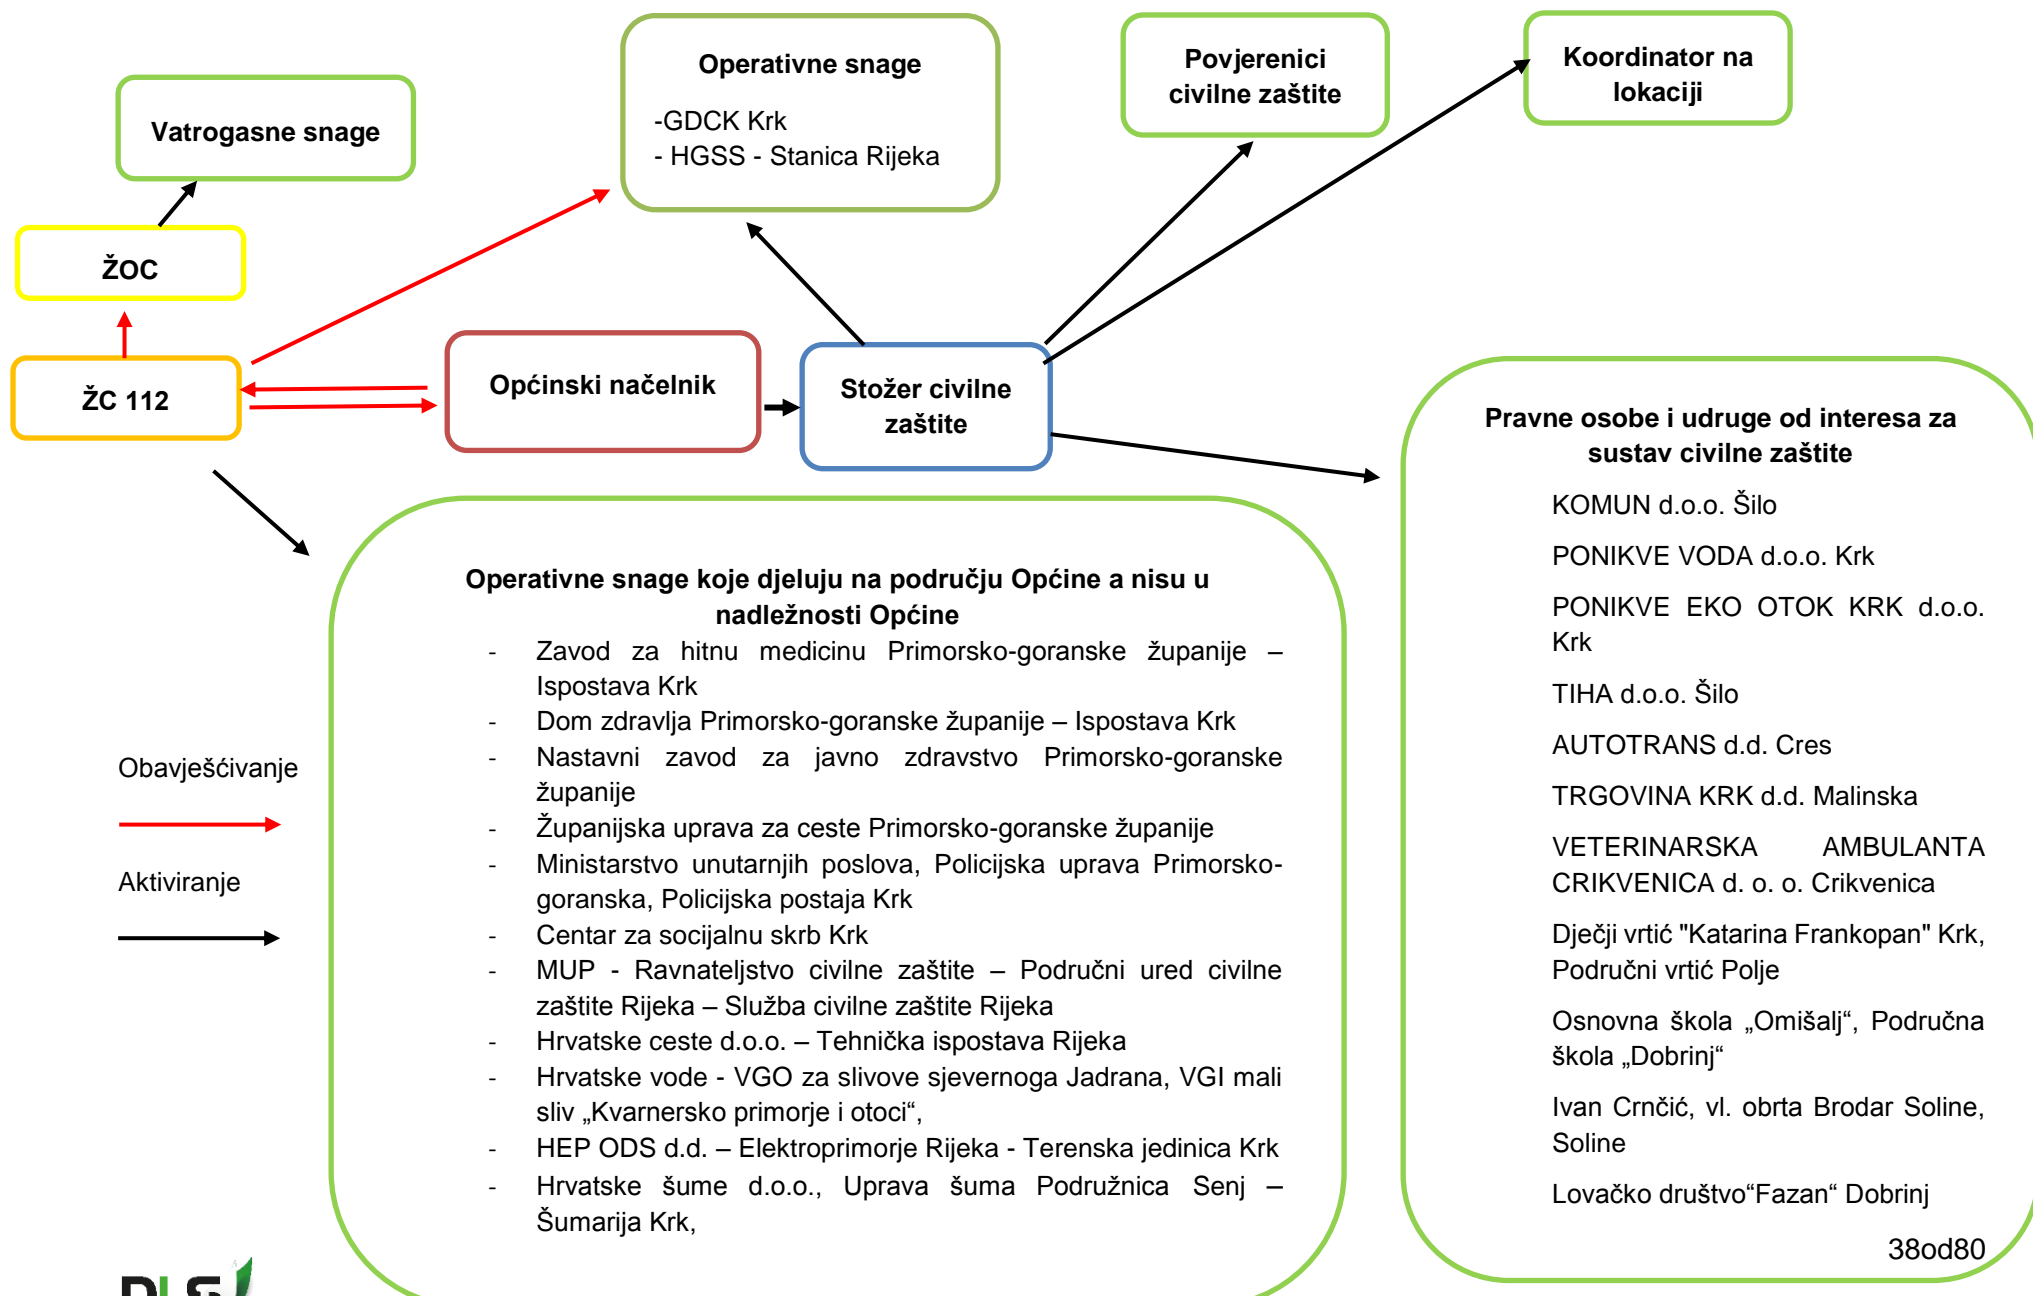 Vatrogasne snage
Operativne snage
-GDCK Krk
- HGSS - Stanica Rijeka
Povjerenici
civilne zaštite
Koordinator na
lokaciji
ŽOC
ŽC 112
Općinski načelnik
Stožer civilne
zaštite
Operativne snage koje djeluju na području Općine a nisu u
nadležnosti Općine
- Zavod za hitnu medicinu Primorsko-goranske županije –
Ispostava Krk
- Dom zdravlja Primorsko-goranske županije – Ispostava Krk
- Nastavni zavod za javno zdravstvo Primorsko-goranske
županije
- Županijska uprava za ceste Primorsko-goranske županije
- Ministarstvo unutarnjih poslova, Policijska uprava Primorsko-
goranska, Policijska postaja Krk
- Centar za socijalnu skrb Krk
- MUP - Ravnateljstvo civilne zaštite – Područni ured civilne
zaštite Rijeka – Služba civilne zaštite Rijeka
- Hrvatske ceste d.o.o. – Tehnička ispostava Rijeka
- Hrvatske vode - VGO za slivove sjevernoga Jadrana, VGI mali
sliv „Kvarnersko primorje i otoci“,
- HEP ODS d.d. – Elektroprimorje Rijeka - Terenska jedinica Krk
- Hrvatske šume d.o.o., Uprava šuma Podružnica Senj –
Šumarija Krk,
Pravne osobe i udruge od interesa za
sustav civilne zaštite
KOMUN d.o.o. Šilo
PONIKVE VODA d.o.o. Krk
PONIKVE EKO OTOK KRK d.o.o.
Krk
TIHA d.o.o. Šilo
AUTOTRANS d.d. Cres
TRGOVINA KRK d.d. Malinska
VETERINARSKA AMBULANTA
CRIKVENICA d. o. o. Crikvenica
Dječji vrtić "Katarina Frankopan" Krk,
Područni vrtić Polje
Osnovna škola „Omišalj“, Područna
škola „Dobrinj“
Ivan Crnčić, vl. obrta Brodar Soline,
Soline
Lovačko društvo“Fazan“ Dobrinj
Obavješćivanje
Aktiviranje
38od80
DLS